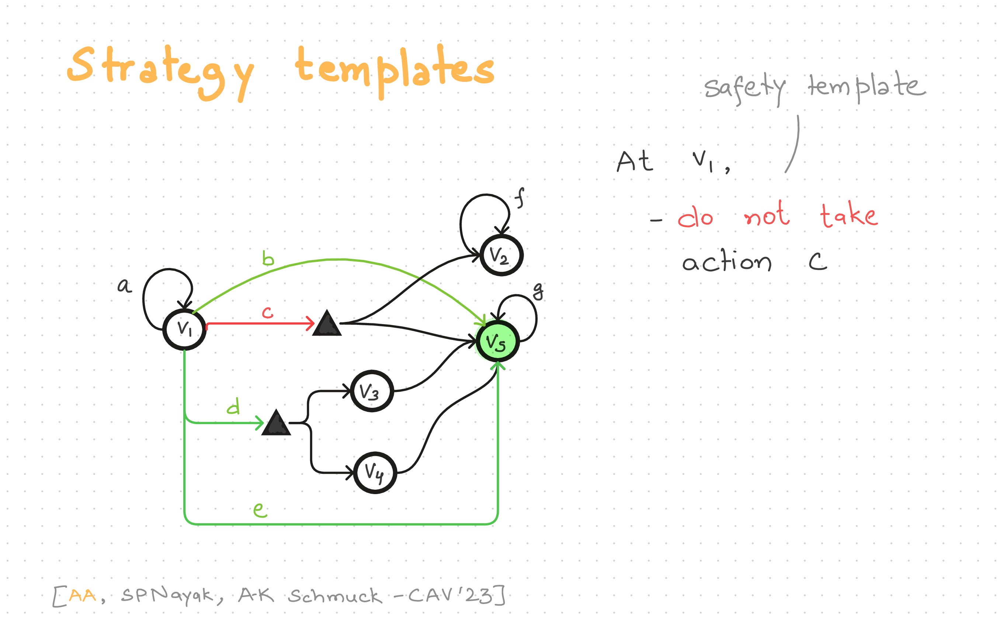 Strategy templates
safety template
At v1,
- do not take
action c
f
b
v2
a
g
c
v1
v5
v3
d
v4
e
[AA, SPNayak, AK Schmuck - CAV'23]